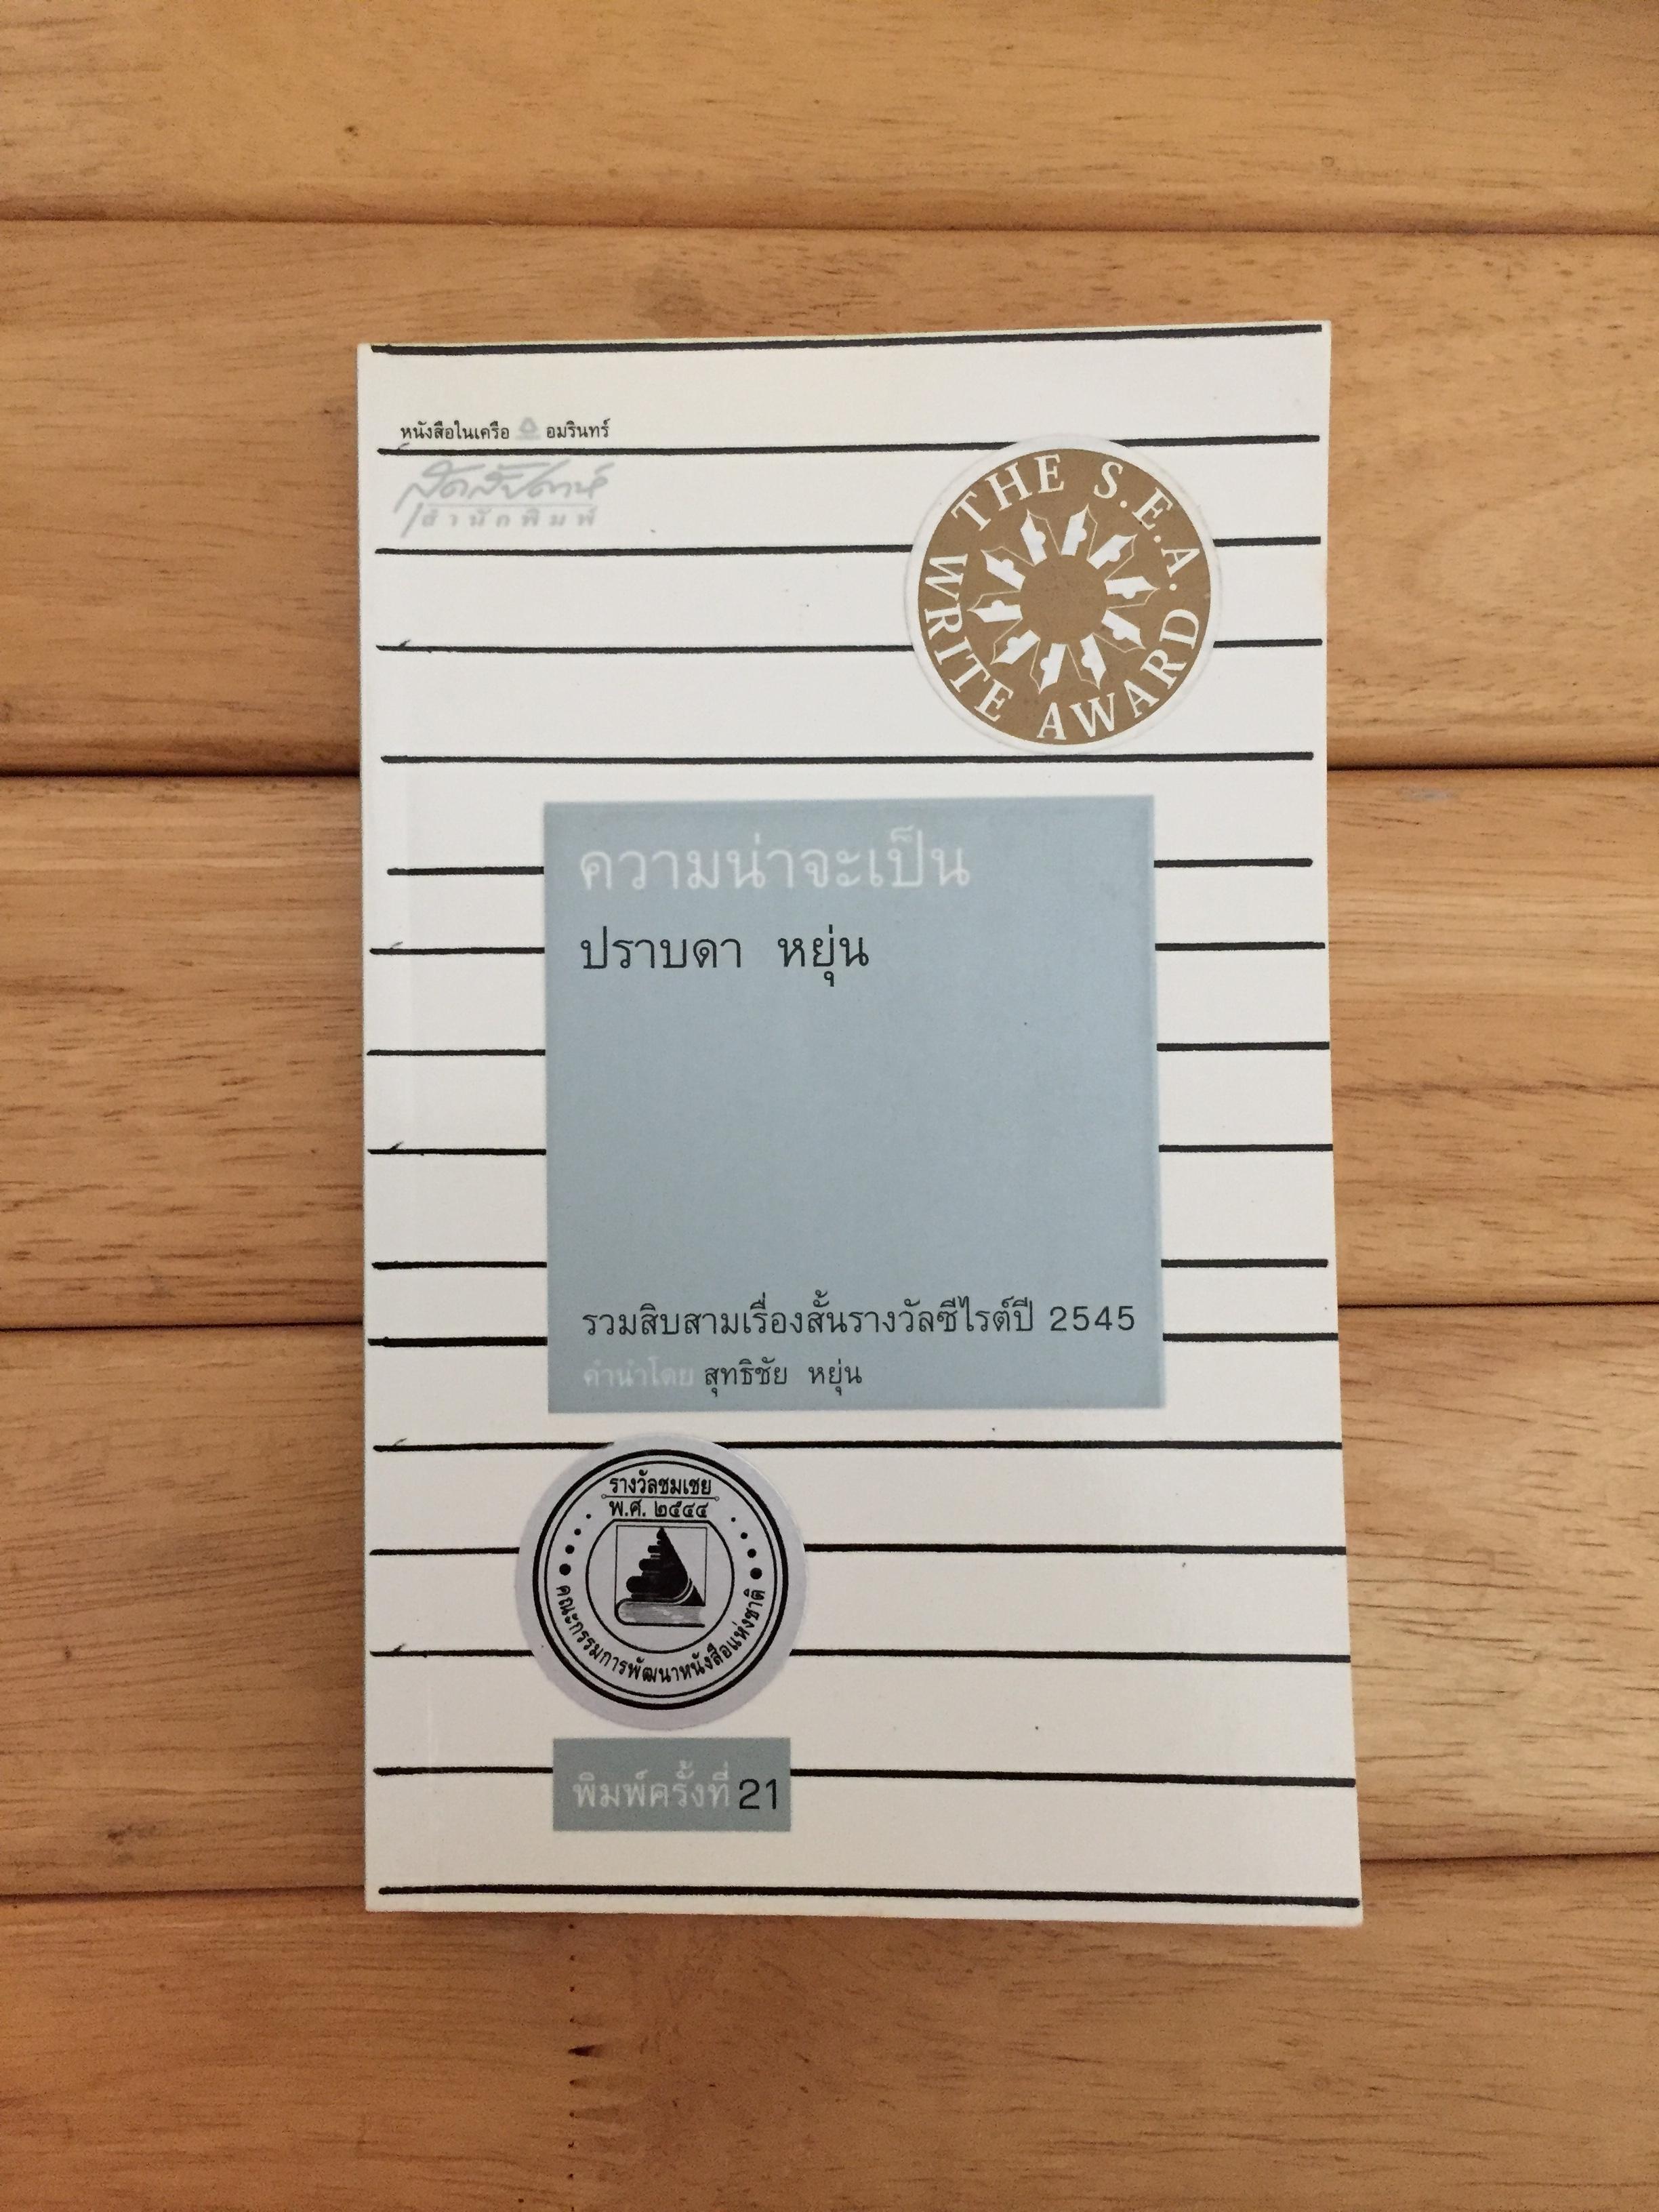 หนังสือในเครือ อมรินทร์
สุดสัปดาห์
สำนักพิมพ์
THE S.E.A. WRITE AWARD
ความน่าจะเป็น
ปราบดา หยุ่น
รวมสิบสามเรื่องสั้นรางวัลซีไรต์ปี 2545
คำนำโดย สุทธิชัย หยุ่น
รางวัลชมเชย
พ.ศ. ๒๕๔๔
คณะกรรมการพัฒนาหนังสือแห่งชาติ
พิมพ์ครั้งที่ 21